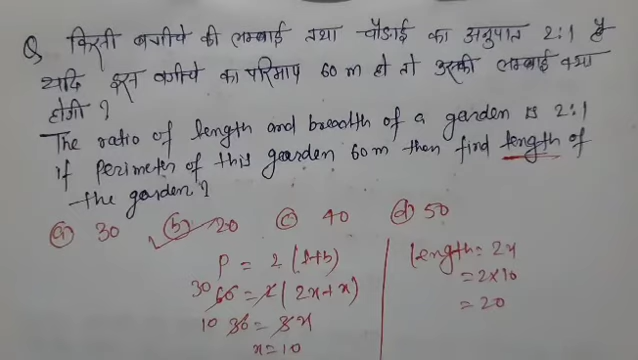 Q किसी बगीचे की लम्बाई तथा चौड़ाई का अनुपात 2:1 है
यदि इस बगीचे का परिमाप 60 m हो तो उसकी लम्बाई क्या
होगी ?
The ratio of length and breadth of a garden is 2:1
if perimeter of this garden 60 m then find length of
the garden ?
(a) 30 (b) 20 (c) 40 (d) 50
P = 2(l+b)
30 60 = 2(2x+x)
10 30 = 3x
x = 10
length = 2x
= 2×10
= 20